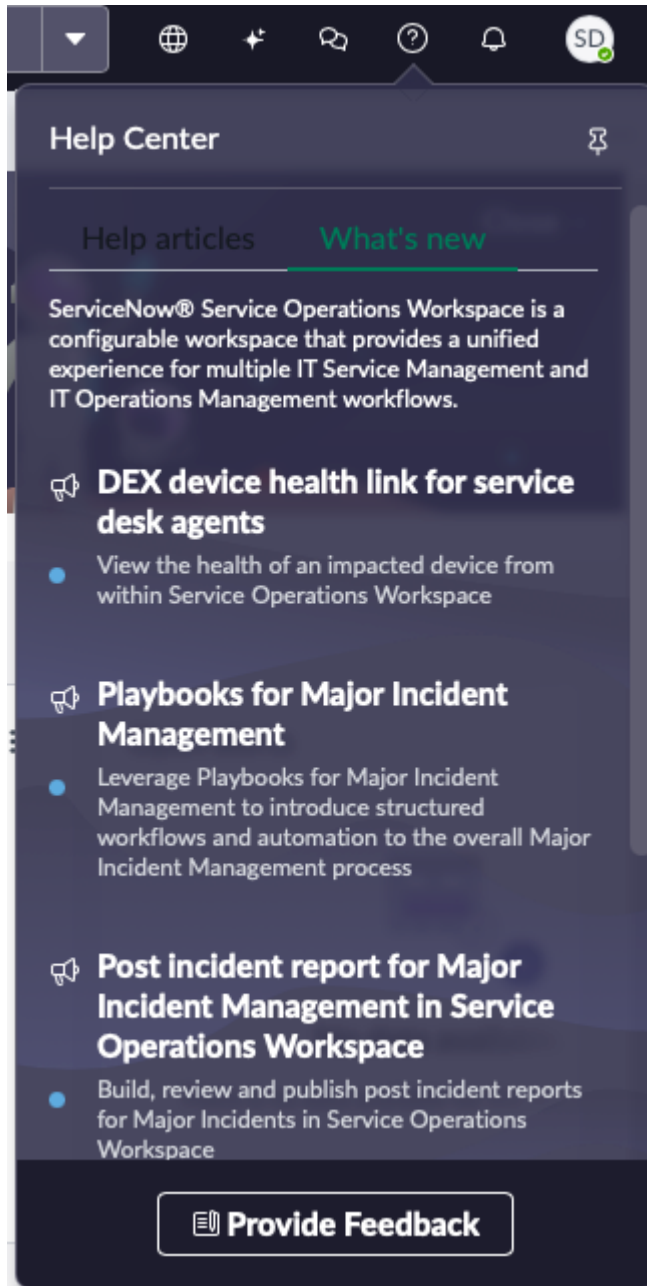 SD
Help Center
Help articles What's new
ServiceNow® Service Operations Workspace is a
configurable workspace that provides a unified
experience for multiple IT Service Management and
IT Operations Management workflows.
DEX device health link for service
desk agents
View the health of an impacted device from
within Service Operations Workspace
Playbooks for Major Incident
Management
Leverage Playbooks for Major Incident
Management to introduce structured
workflows and automation to the overall Major
Incident Management process
Post incident report for Major
Incident Management in Service
Operations Workspace
Build, review and publish post incident reports
for Major Incidents in Service Operations
Workspace
Provide Feedback